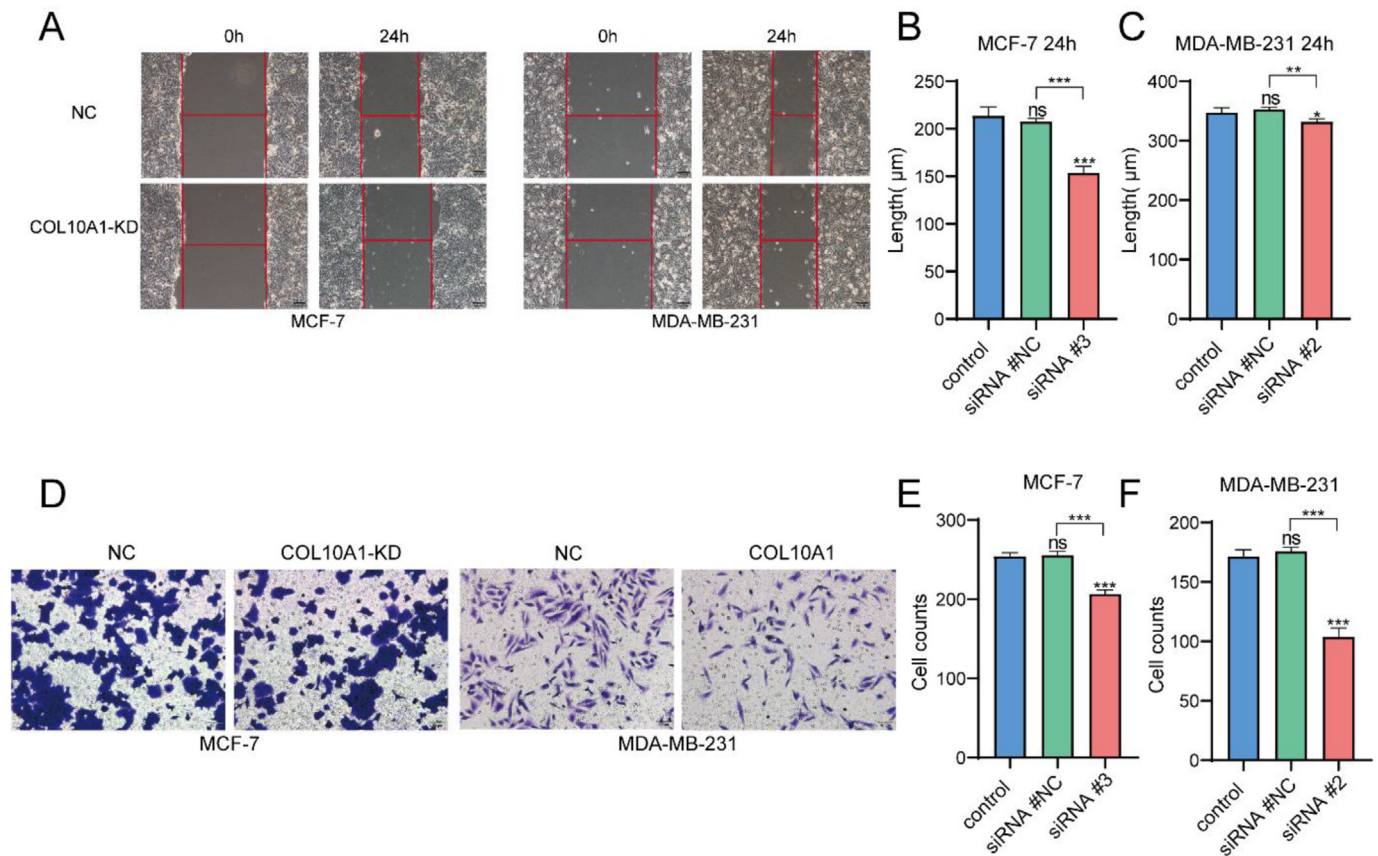 A
0h
24h
0h
24h
NC
COL10A1-KD
MCF-7
MDA-MB-231
B
MCF-7 24h
Length( μm)
250
200
150
100
50
0
ns
***
***
control
siRNA #NC
siRNA #3
C
MDA-MB-231 24h
Length( μm)
400
300
200
100
0
ns
**
*
control
siRNA #NC
siRNA #2
D
NC
COL10A1-KD
NC
COL10A1
MCF-7
MDA-MB-231
E
MCF-7
Cell counts
300
200
100
0
ns
***
***
control
siRNA #NC
siRNA #3
F
MDA-MB-231
Cell counts
200
150
100
50
0
ns
***
***
control
siRNA #NC
siRNA #2